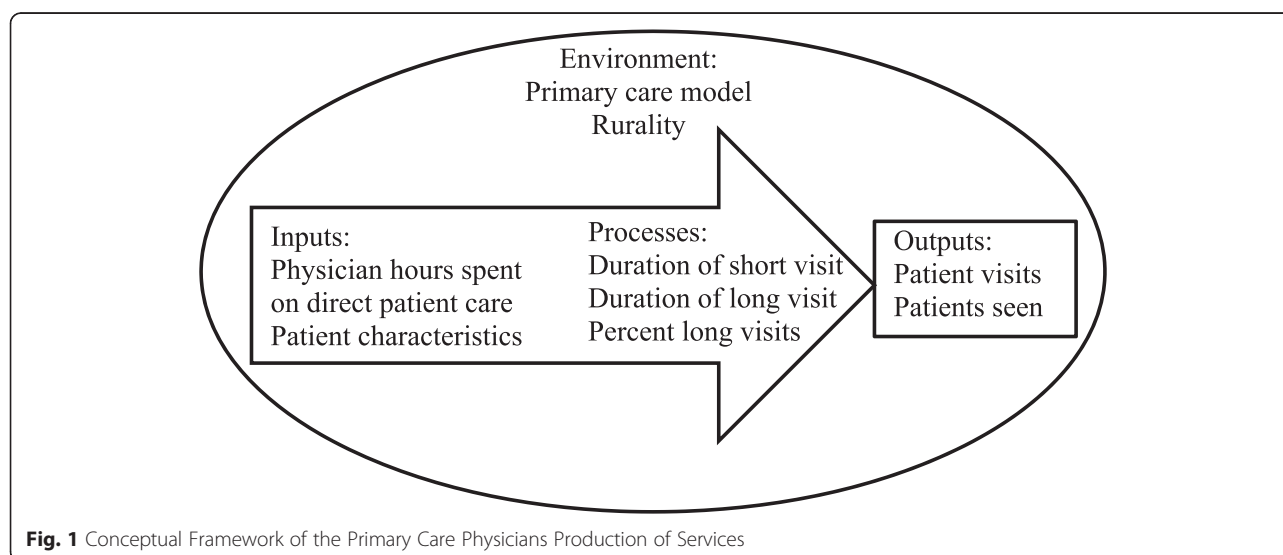 Environment:
Primary care model
Rurality
Inputs:
Physician hours spent
on direct patient care
Patient characteristics
Processes:
Duration of short visit
Duration of long visit
Percent long visits
Outputs:
Patient visits
Patients seen
Fig. 1 Conceptual Framework of the Primary Care Physicians Production of Services